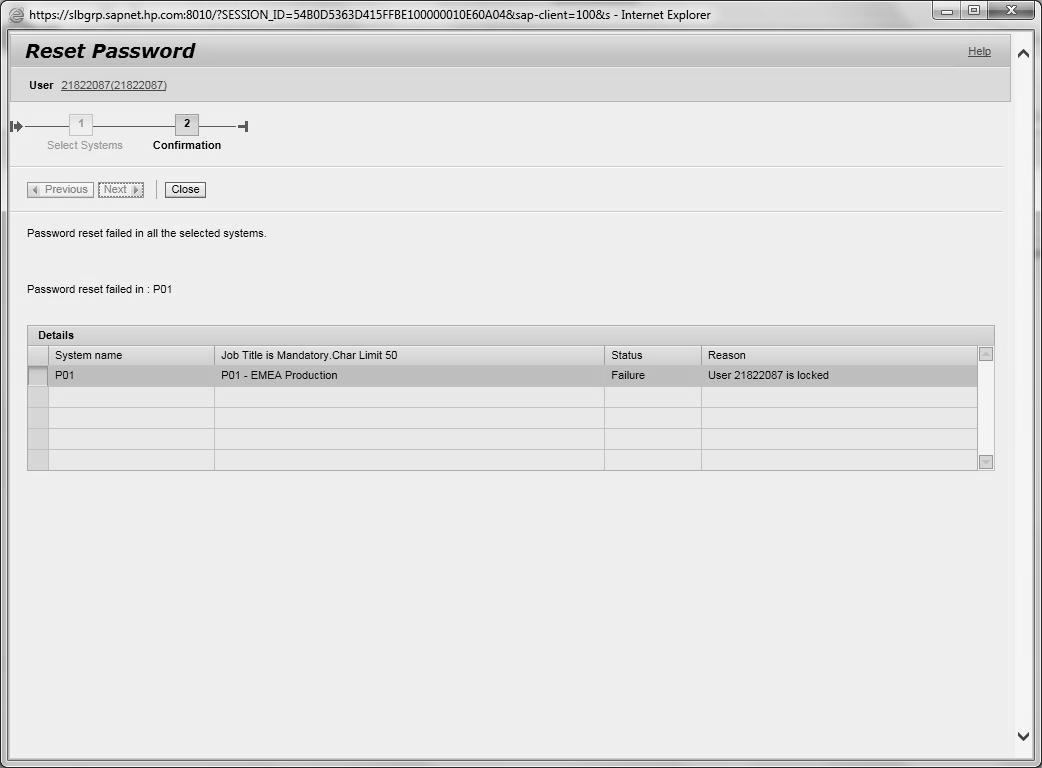 https://slbgrp.sapnet.hp.com:8010/?SESSION_ID=54B0D5363D415FFBE100000010E60A04&sap-client=100&s - Internet Explorer
Reset Password
Help
User 21822087(21822087)
1 2
Select Systems Confirmation
Previous Next Close
Password reset failed in all the selected systems.
Password reset failed in : P01
Details
System name Job Title is Mandatory.Char Limit 50 Status Reason
P01 P01 - EMEA Production Failure User 21822087 is locked